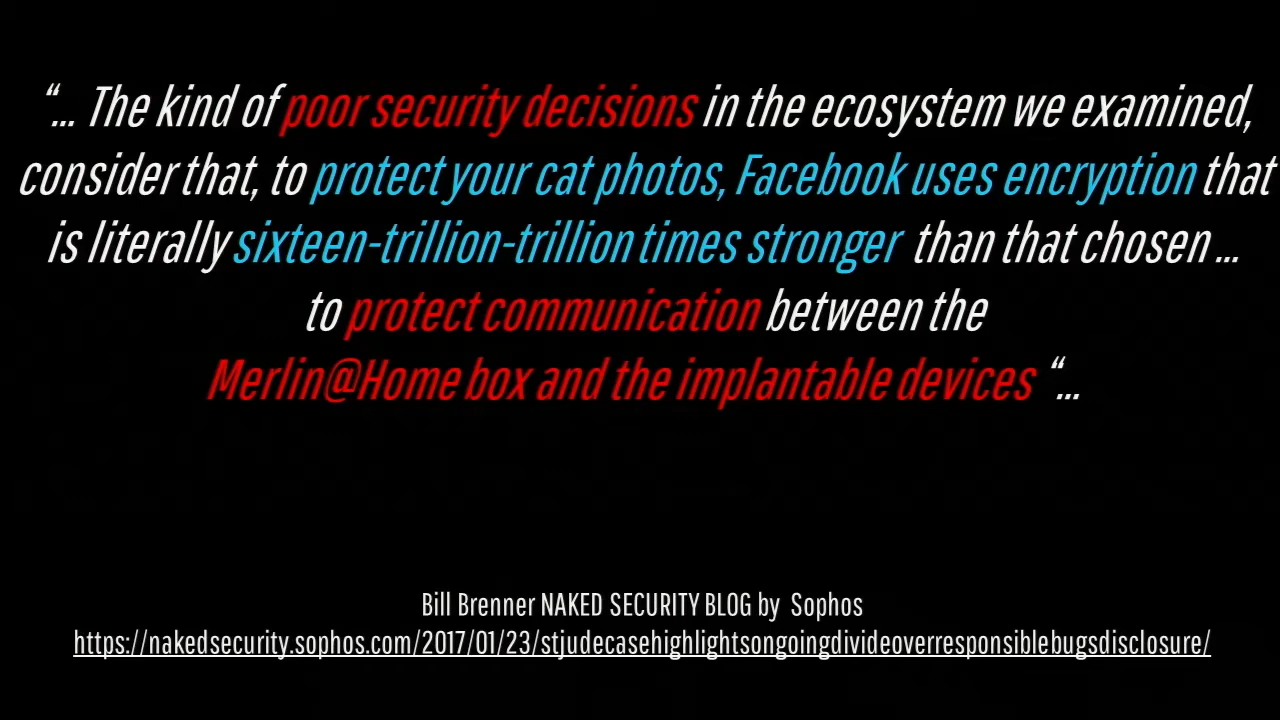 “... The kind of poor security decisions in the ecosystem we examined,
consider that, to protect your cat photos, Facebook uses encryption that
is literally sixteen-trillion-trillion times stronger than that chosen ...
to protect communication between the
Merlin@Home box and the implantable devices “...
Bill Brenner NAKED SECURITY BLOG by Sophos
https://nakedsecurity.sophos.com/2017/01/23/stjudecasehighlightsongoingdivideoverresponsiblebugsdisclosure/